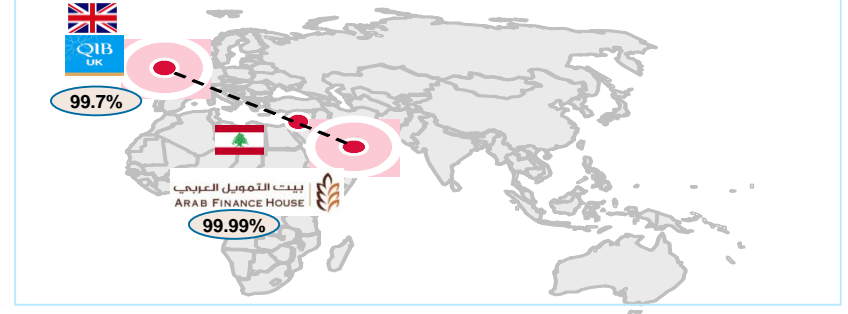 QIB
UK
99.7%
بيت التمويل العربي
ARAB FINANCE HOUSE
99.99%